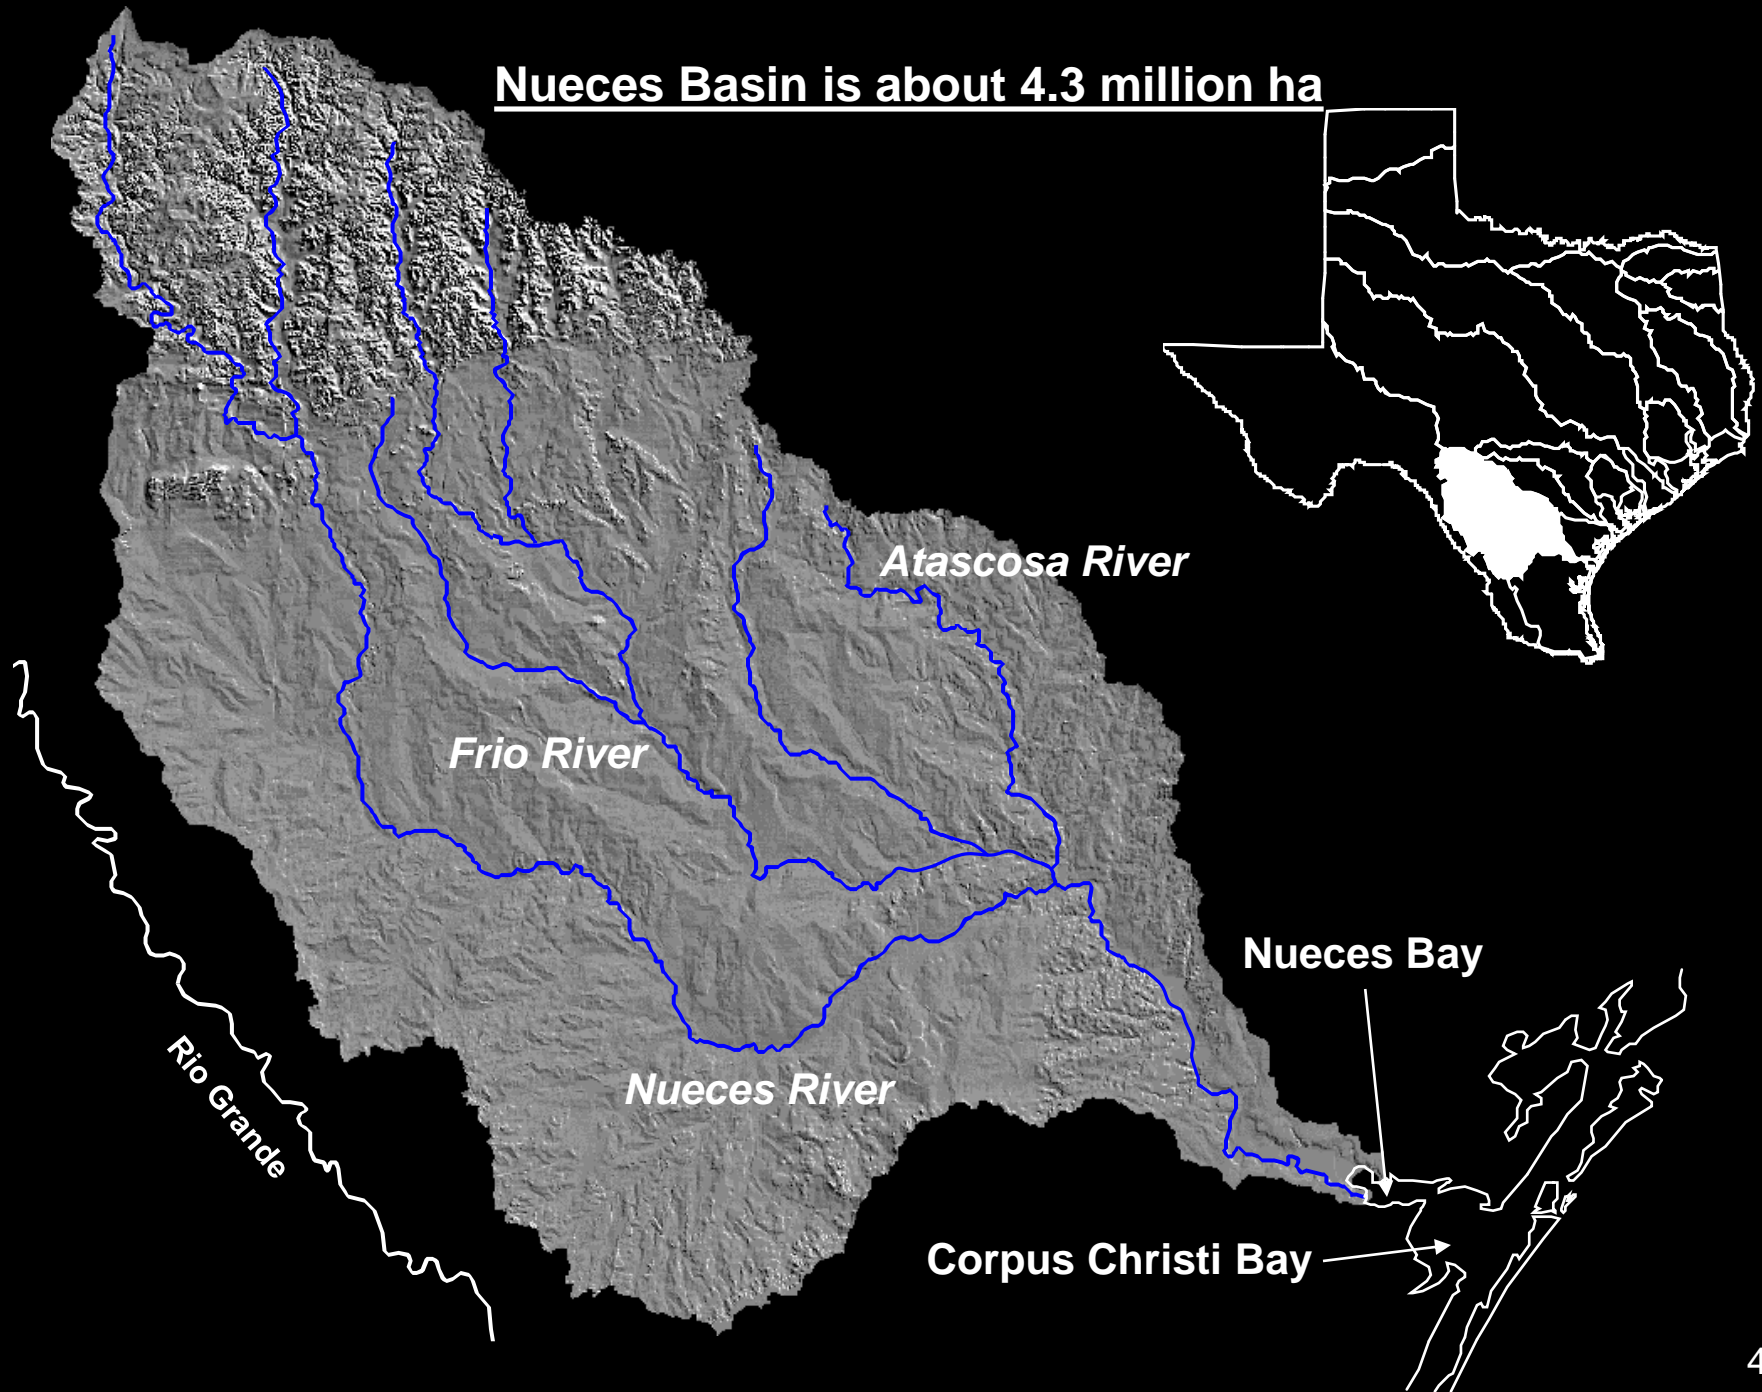 Nueces Basin is about 4.3 million ha
Atascosa River
Frio River
Nueces Bay
Rio Grande
Nueces River
Corpus Christi Bay
4